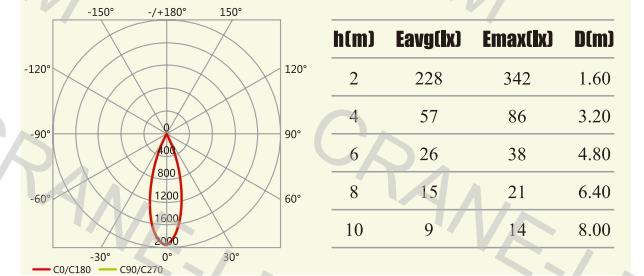 -150° -/+180° 150°
-120° 120°
-90° 90°
-60° 60°
-30° 0° 30°
0
400
800
1200
1600
2000
C0/C180 C90/C270
h(m) Eavg(lx) Emax(lx) D(m)
2 228 342 1.60
4 57 86 3.20
6 26 38 4.80
8 15 21 6.40
10 9 14 8.00
CRANE-L
CRANE-L